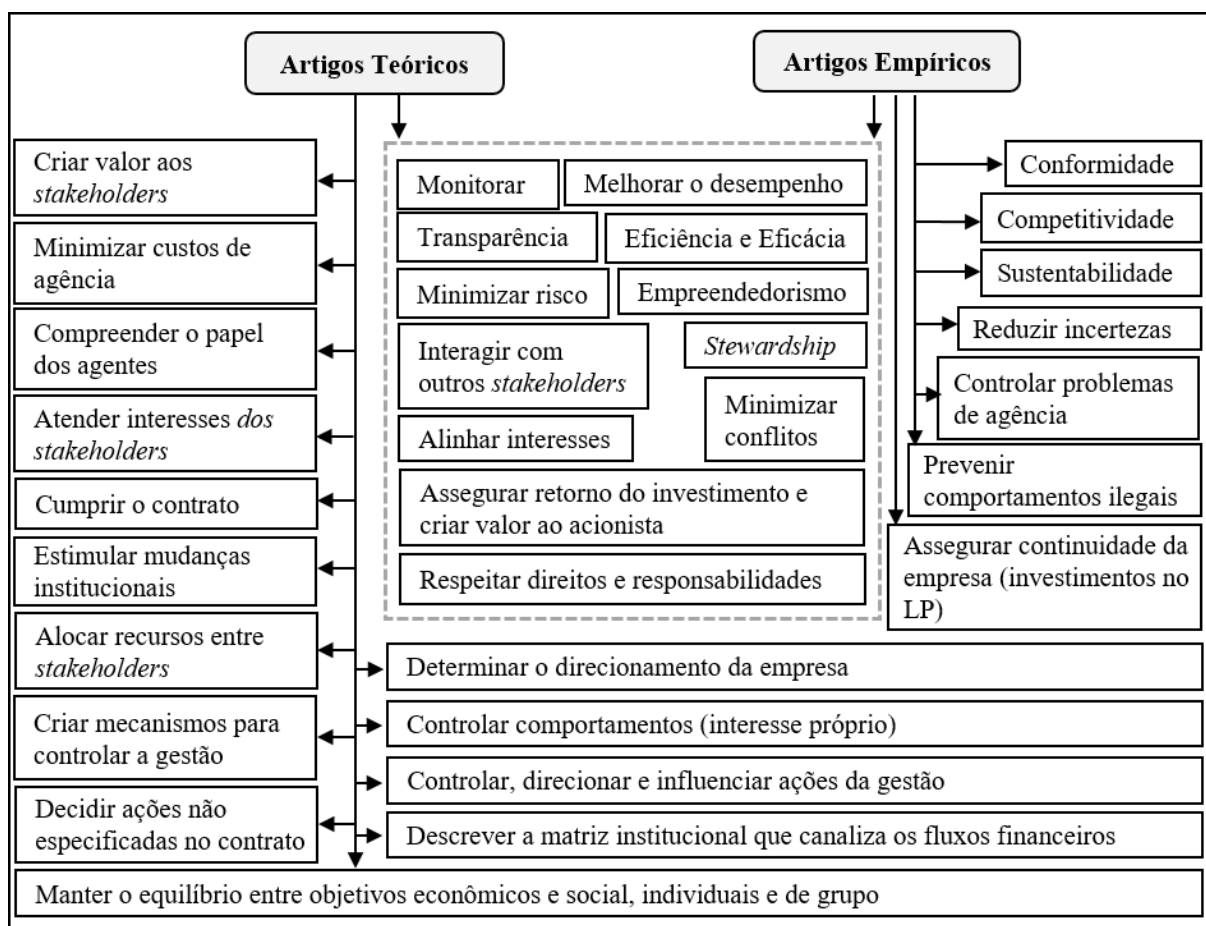 Artigos Teóricos
Artigos Empíricos
Criar valor aos
stakeholders
Minimizar custos de
agência
Compreender o papel
dos agentes
Atender interesses dos
stakeholders
Cumprir o contrato
Estimular mudanças
institucionais
Alocar recursos entre
stakeholders
Criar mecanismos para
controlar a gestão
Decidir ações não
especificadas no contrato
Monitorar
Melhorar o desempenho
Transparência
Eficiência e Eficácia
Minimizar risco
Empreendedorismo
Interagir com
outros stakeholders
Stewardship
Minimizar
conflitos
Alinhar interesses
Assegurar retorno do investimento e
criar valor ao acionista
Respeitar direitos e responsabilidades
Conformidade
Competitividade
Sustentabilidade
Reduzir incertezas
Controlar problemas
de agência
Prevenir
comportamentos ilegais
Assegurar continuidade da
empresa (investimentos no
LP)
Determinar o direcionamento da empresa
Controlar comportamentos (interesse próprio)
Controlar, direcionar e influenciar ações da gestão
Descrever a matriz institucional que canaliza os fluxos financeiros
Manter o equilíbrio entre objetivos econômicos e social, individuais e de grupo